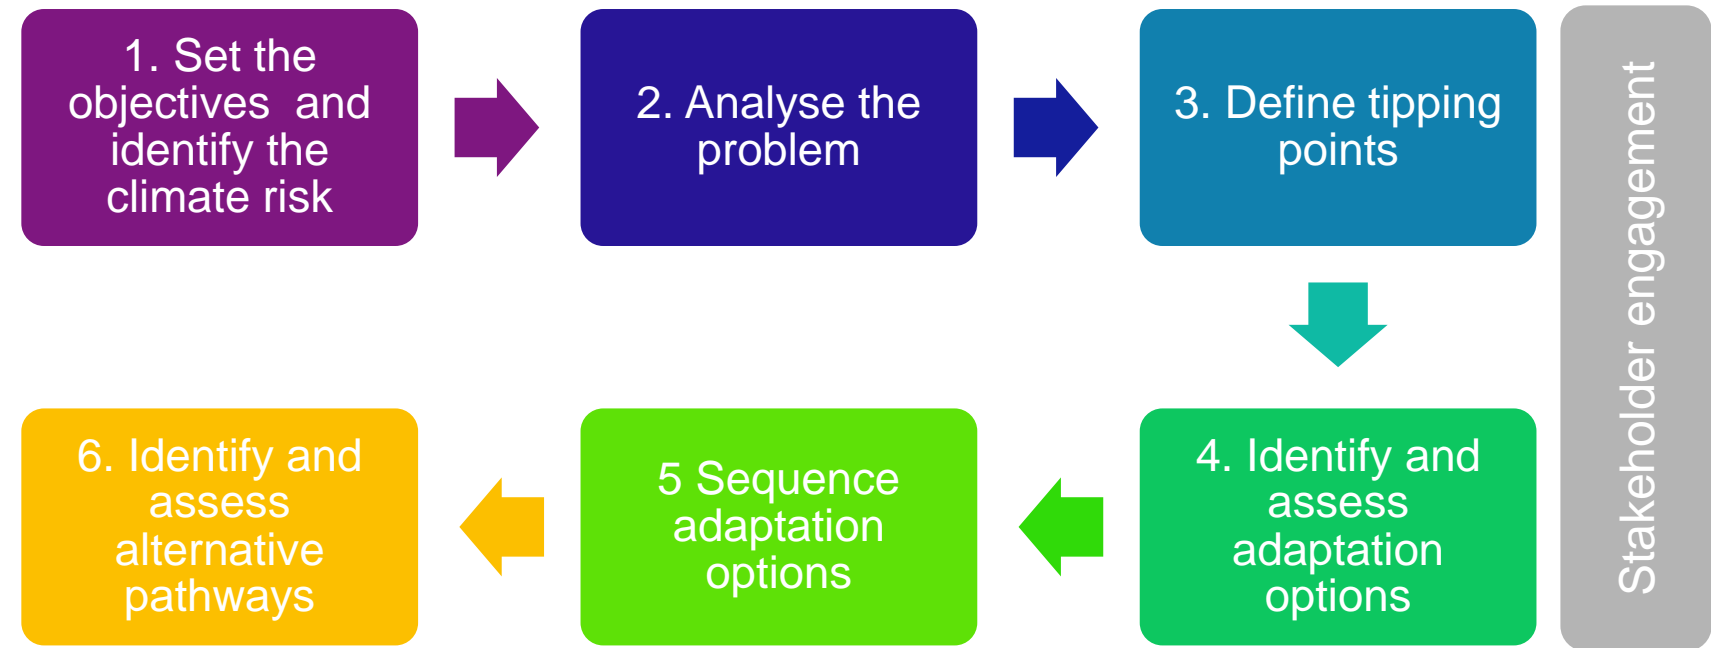 1. Set the
objectives  and
identify the
climate risk
2. Analyse the
problem
3. Define tipping
points
4. Identify and
assess
adaptation
options
5 Sequence
adaptation
options
6. Identify and
assess
alternative
pathways
Stakeholder engagement